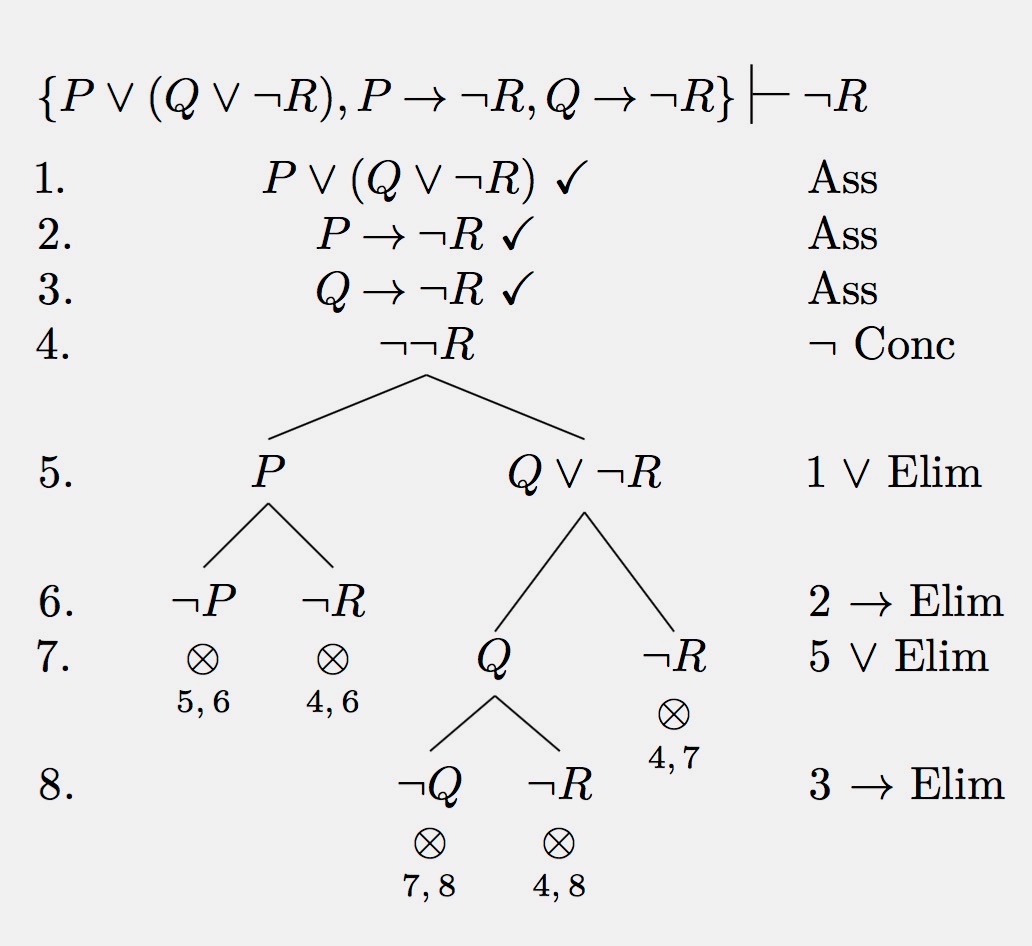 {P ∨ (Q ∨ ¬R), P → ¬R, Q → ¬R} ⊢ ¬R
1. P ∨ (Q ∨ ¬R) ✓ Ass
2. P → ¬R ✓ Ass
3. Q → ¬R ✓ Ass
4. ¬¬R ¬ Conc
5. P Q ∨ ¬R 1 ∨ Elim
6. ¬P ¬R 2 → Elim
7. ⊗ ⊗ Q ¬R 5 ∨ Elim
5, 6 4, 6 ⊗
4, 7
8. ¬Q ¬R 3 → Elim
⊗ ⊗
7, 8 4, 8